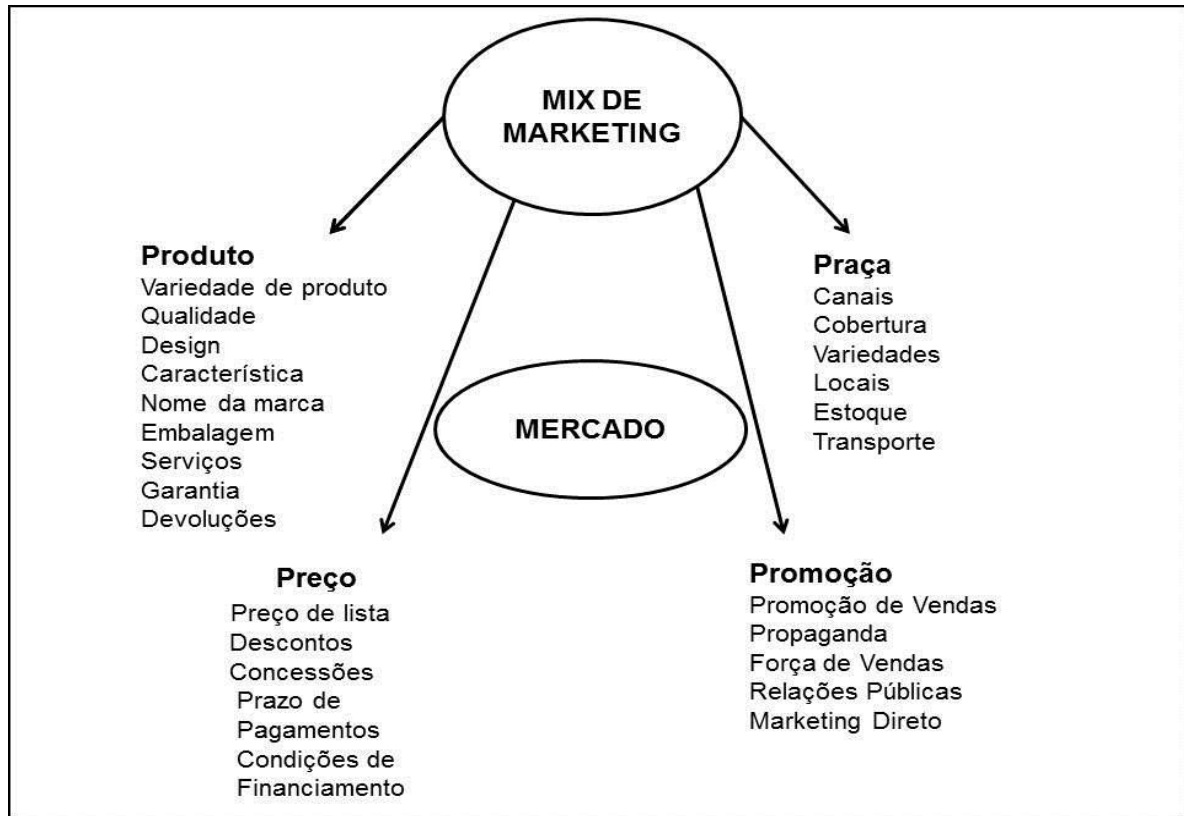 MIX DE
MARKETING
Produto
Variedade de produto
Qualidade
Design
Característica
Nome da marca
Embalagem
Serviços
Garantia
Devoluções
Praça
Canais
Cobertura
Variedades
Locais
Estoque
Transporte
MERCADO
Preço
Preço de lista
Descontos
Concessões
Prazo de
Pagamentos
Condições de
Financiamento
Promoção
Promoção de Vendas
Propaganda
Força de Vendas
Relações Públicas
Marketing Direto